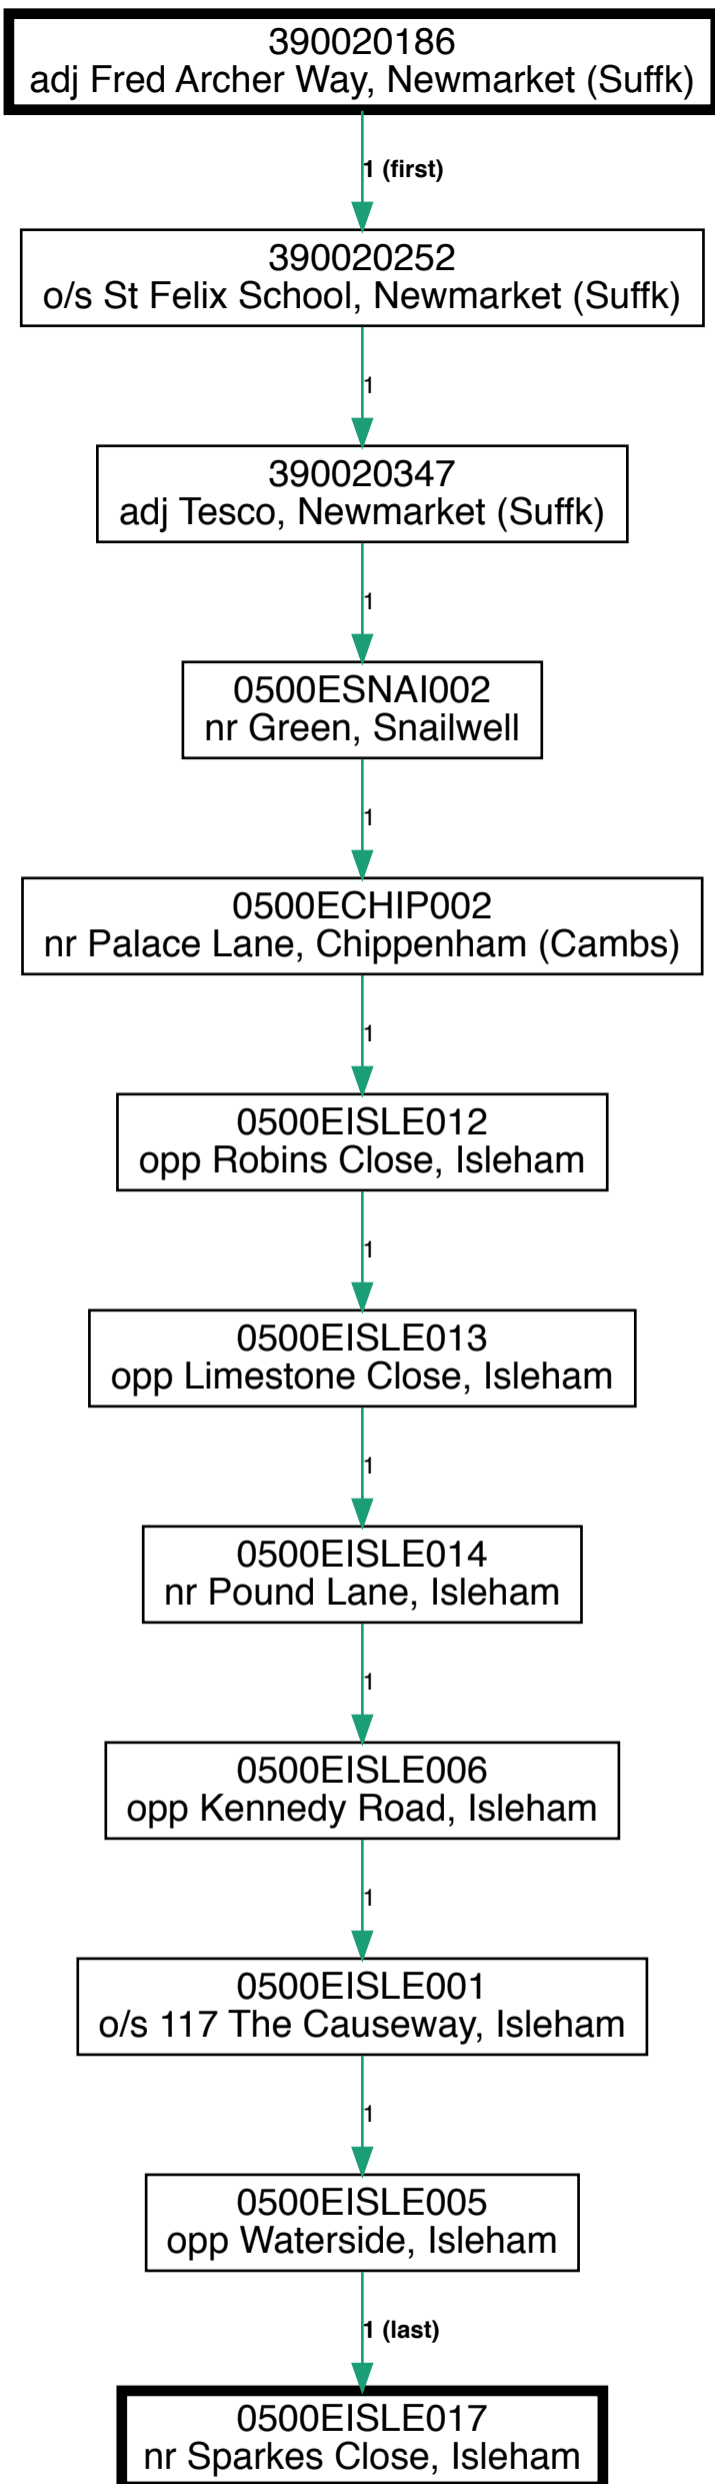 390020186
adj Fred Archer Way, Newmarket (Suffk)
1 (first)
390020252
o/s St Felix School, Newmarket (Suffk)
1
390020347
adj Tesco, Newmarket (Suffk)
1
0500ESNAI002
nr Green, Snailwell
1
0500ECHIP002
nr Palace Lane, Chippenham (Cambs)
1
0500EISLE012
opp Robins Close, Isleham
1
0500EISLE013
opp Limestone Close, Isleham
1
0500EISLE014
nr Pound Lane, Isleham
1
0500EISLE006
opp Kennedy Road, Isleham
1
0500EISLE001
o/s 117 The Causeway, Isleham
1
0500EISLE005
opp Waterside, Isleham
1 (last)
0500EISLE017
nr Sparkes Close, Isleham